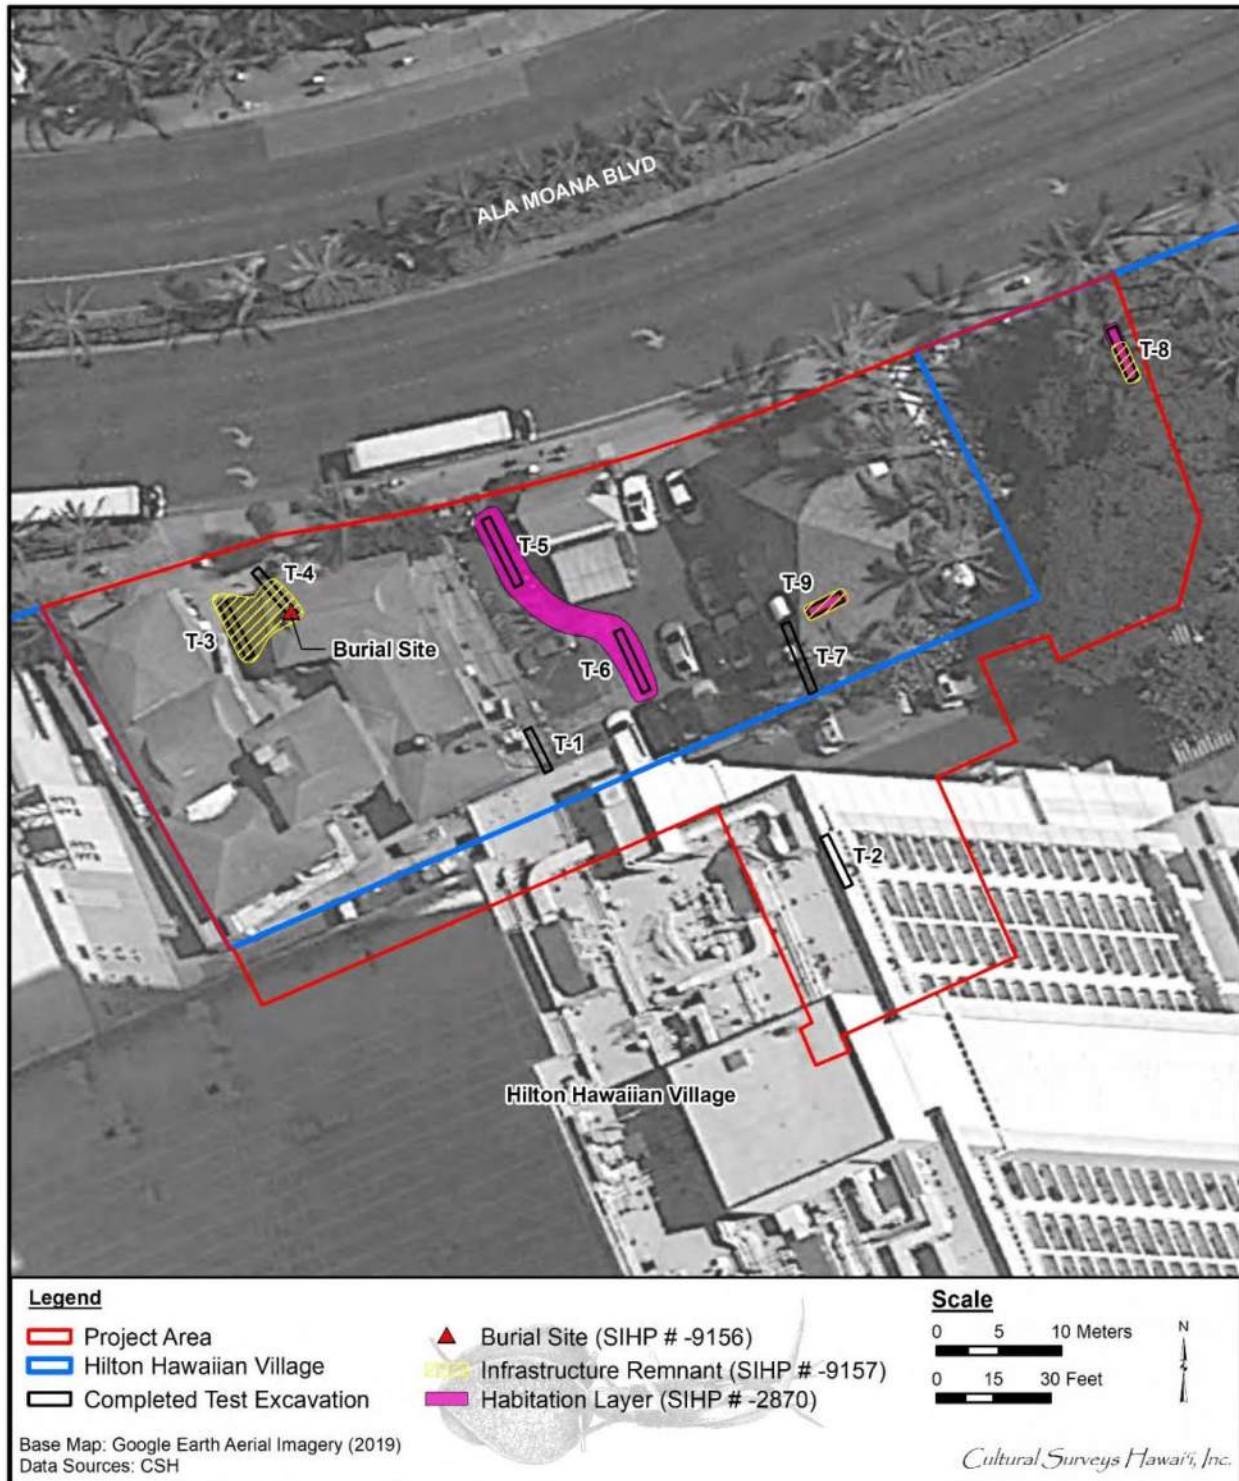 ALA MOANA BLVD
T-8
T-5
T-4
T-9
T-3
Burial Site
T-6
T-7
T-1
T-2
Hilton Hawaiian Village
Legend
Project Area
Hilton Hawaiian Village
Completed Test Excavation
Burial Site (SIHP # -9156)
Infrastructure Remnant (SIHP # -9157)
Habitation Layer (SIHP # -2870)
Scale
0 5 10 Meters
0 15 30 Feet
N
Base Map: Google Earth Aerial Imagery (2019)
Data Sources: CSH
Cultural Surveys Hawai‘i, Inc.